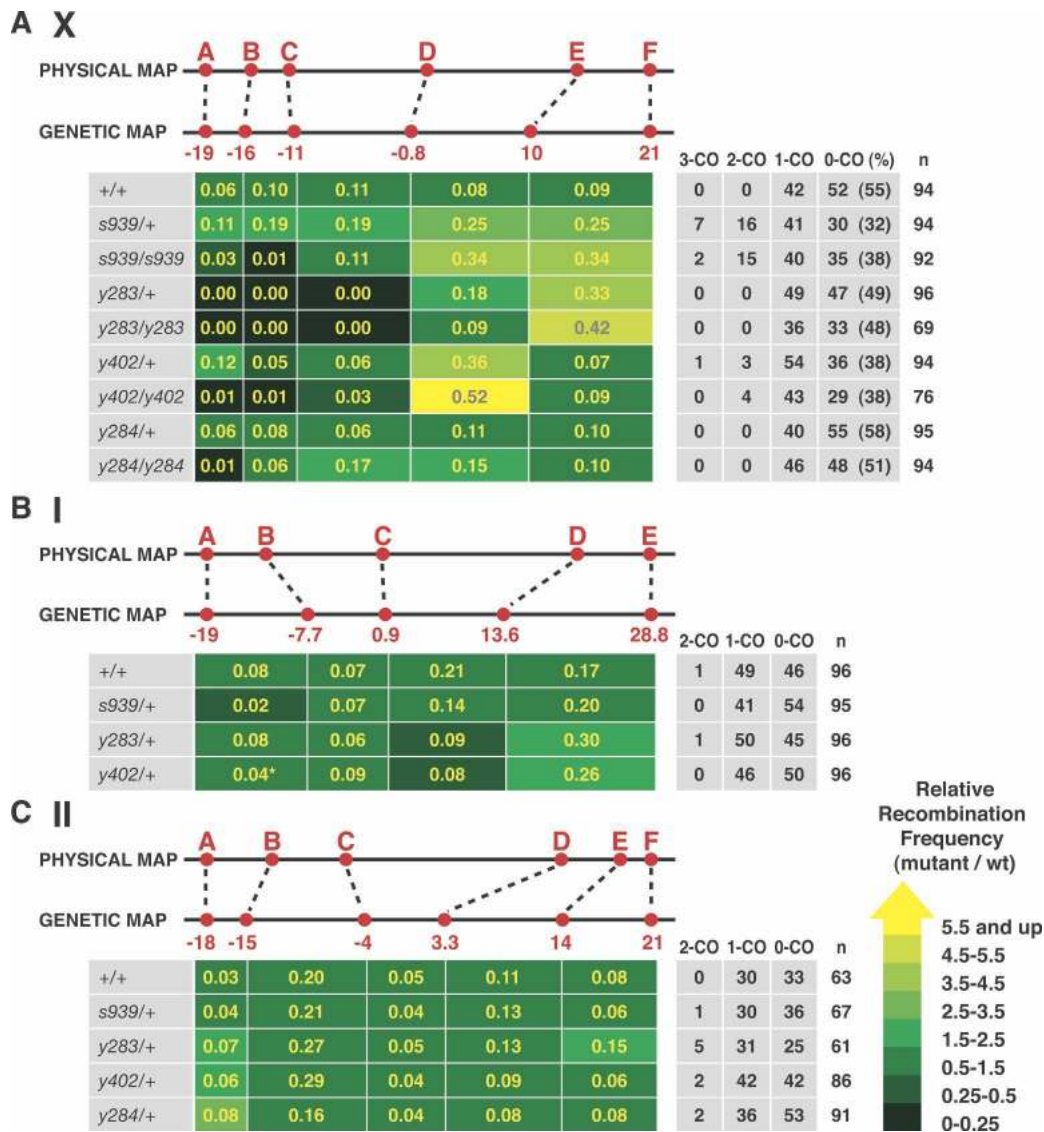 A X
A B C D E F
PHYSICAL MAP
GENETIC MAP
-19 -16 -11 -0.8 10 21
3-CO 2-CO 1-CO 0-CO (%) n
+/+ 0.06 0.10 0.11 0.08 0.09 0 0 42 52 (55) 94
s939/+ 0.11 0.19 0.19 0.25 0.25 7 16 41 30 (32) 94
s939/s939 0.03 0.01 0.11 0.34 0.34 2 15 40 35 (38) 92
y283/+ 0.00 0.00 0.00 0.18 0.33 0 0 49 47 (49) 96
y283/y283 0.00 0.00 0.00 0.09 0.42 0 0 36 33 (48) 69
y402/+ 0.12 0.05 0.06 0.36 0.07 1 3 54 36 (38) 94
y402/y402 0.01 0.01 0.03 0.52 0.09 0 4 43 29 (38) 76
y284/+ 0.06 0.08 0.06 0.11 0.10 0 0 40 55 (58) 95
y284/y284 0.01 0.06 0.17 0.15 0.10 0 0 46 48 (51) 94
B I
A B C D E
PHYSICAL MAP
GENETIC MAP
-19 -7.7 0.9 13.6 28.8
2-CO 1-CO 0-CO n
+/+ 0.08 0.07 0.21 0.17 1 49 46 96
s939/+ 0.02 0.07 0.14 0.20 0 41 54 95
y283/+ 0.08 0.06 0.09 0.30 1 50 45 96
y402/+ 0.04* 0.09 0.08 0.26 0 46 50 96
C II
A B C D E F
PHYSICAL MAP
GENETIC MAP
-18 -15 -4 3.3 14 21
2-CO 1-CO 0-CO n
+/+ 0.03 0.20 0.05 0.11 0.08 0 30 33 63
s939/+ 0.04 0.21 0.04 0.13 0.06 1 30 36 67
y283/+ 0.07 0.27 0.05 0.13 0.15 5 31 25 61
y402/+ 0.06 0.29 0.04 0.09 0.06 2 42 42 86
y284/+ 0.08 0.16 0.04 0.08 0.08 2 36 53 91
Relative
Recombination
Frequency
(mutant / wt)
5.5 and up
4.5-5.5
3.5-4.5
2.5-3.5
1.5-2.5
0.5-1.5
0.25-0.5
0-0.25